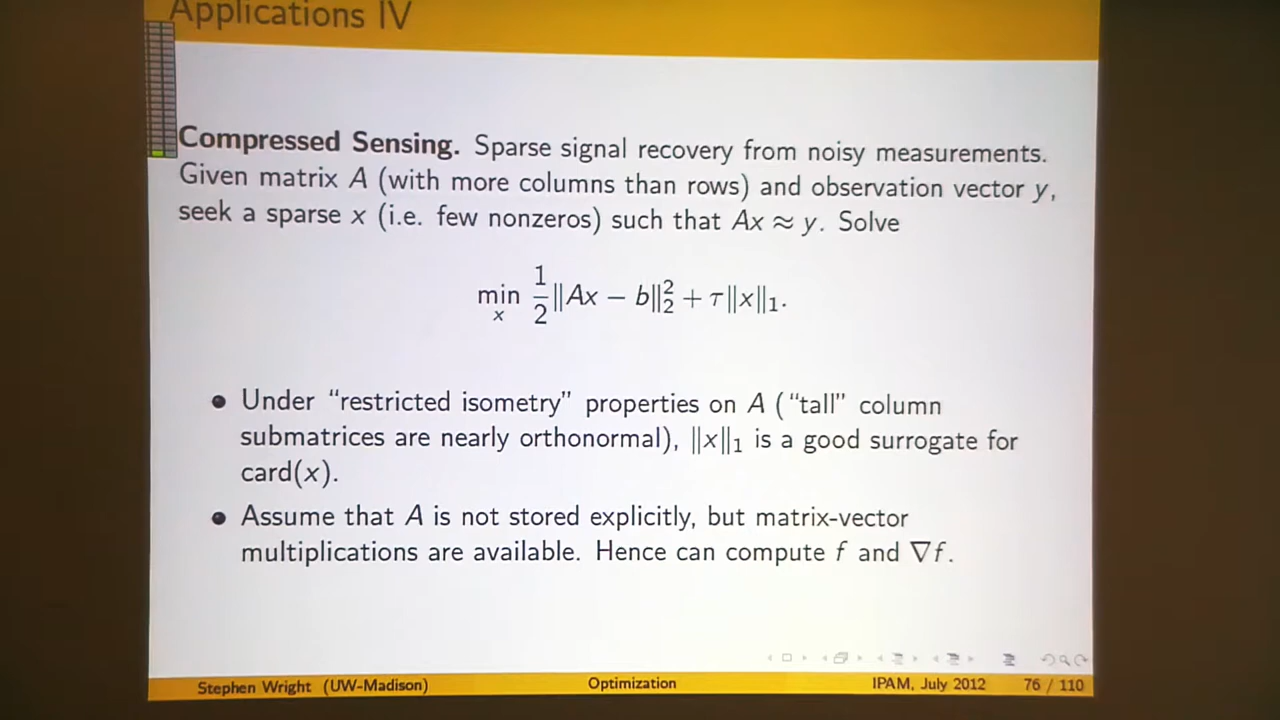 Applications IV
Compressed Sensing. Sparse signal recovery from noisy measurements.
Given matrix A (with more columns than rows) and observation vector y,
seek a sparse x (i.e. few nonzeros) such that Ax ≈ y. Solve
min_x 1/2 ‖Ax − b‖₂² + τ‖x‖₁.
• Under “restricted isometry” properties on A (“tall” column
submatrices are nearly orthonormal), ‖x‖₁ is a good surrogate for
card(x).
• Assume that A is not stored explicitly, but matrix-vector
multiplications are available. Hence can compute f and ∇f.
Stephen Wright (UW-Madison) Optimization IPAM, July 2012 76 / 110